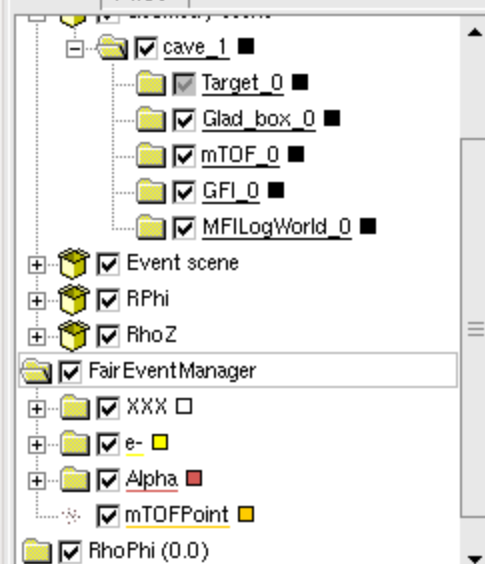 cave_1
Target_0
Glad_box_0
mTOF_0
GFI_0
MFILogWorld_0
Event scene
RPhi
RhoZ
FairEventManager
XXX
e-
Alpha
mTOFPoint
RhoPhi (0.0)